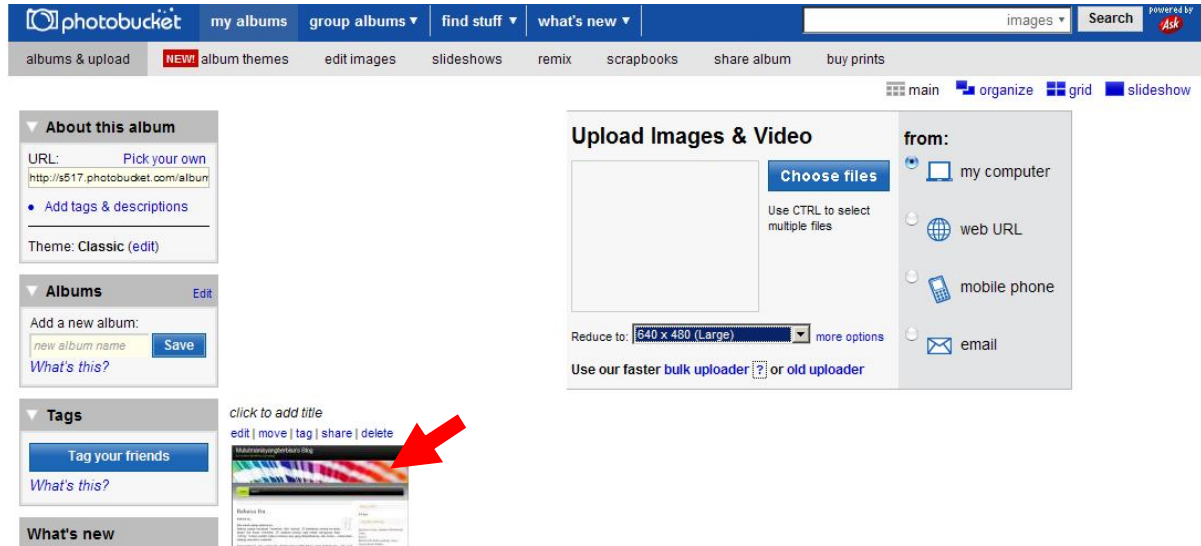 photobucket my albums group albums find stuff what's new images Search powered by Ask
albums & upload NEW! album themes edit images slideshows remix scrapbooks share album buy prints
main organize grid slideshow
About this album
URL: Pick your own
http://s517.photobucket.com/album
Add tags & descriptions
Theme: Classic (edit)
Albums Edit
Add a new album:
new album name Save
What's this?
Tags
Tag your friends
What's this?
What's new
Upload Images & Video
Choose files
Use CTRL to select
multiple files
Reduce to: 640 x 480 (Large) more options
Use our faster bulk uploader ? or old uploader
from:
my computer
web URL
mobile phone
email
click to add title
edit | move | tag | share | delete